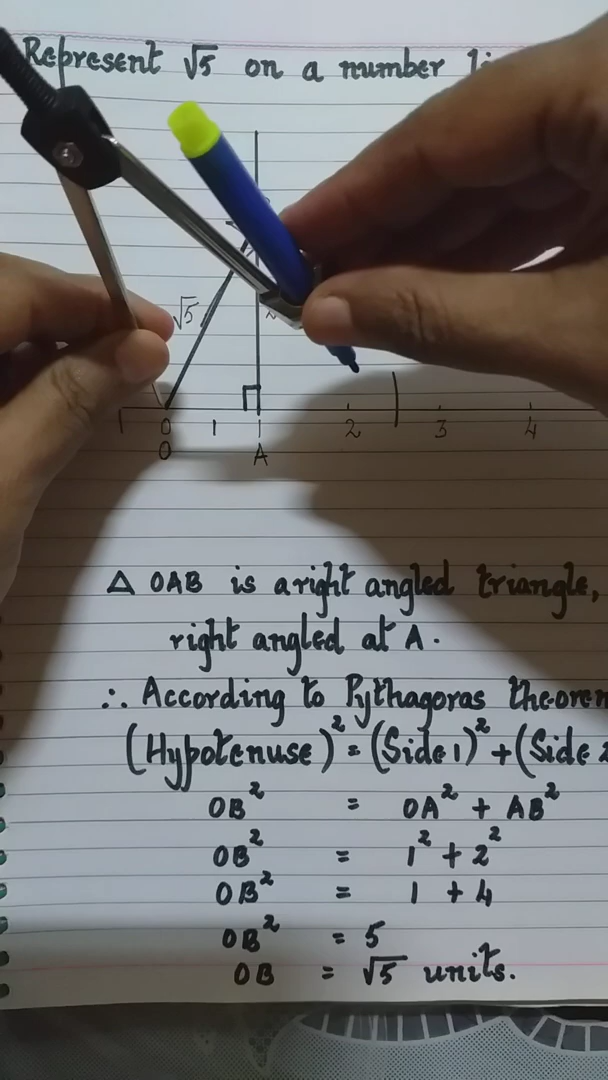 Represent √5 on a number
√5
2
0 1 1 2 3 4
O A
Δ OAB is a right angled triangle,
right angled at A.
∴ According to Pythagoras theorem
(Hypotenuse)² = (Side 1)² + (Side 2
OB² = OA² + AB²
OB² = 1² + 2²
OB² = 1 + 4
OB² = 5
OB = √5 units.